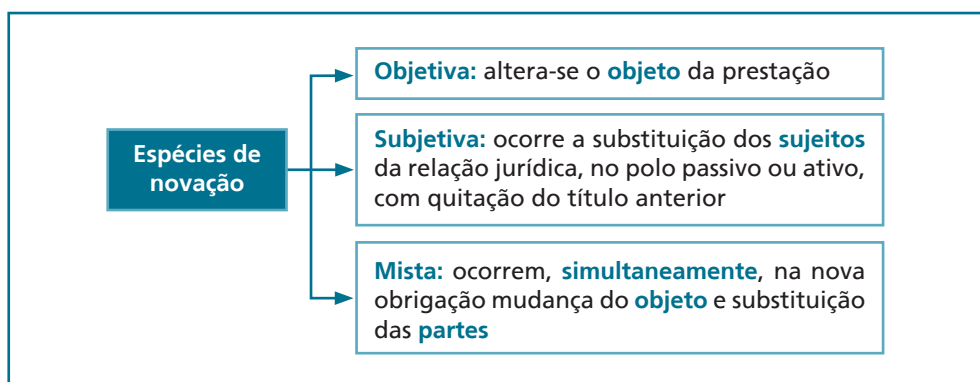 Objetiva: altera-se o objeto da prestação
Espécies de
novação
Subjetiva: ocorre a substituição dos sujeitos
da relação jurídica, no polo passivo ou ativo,
com quitação do título anterior
Mista: ocorrem, simultaneamente, na nova
obrigação mudança do objeto e substituição
das partes